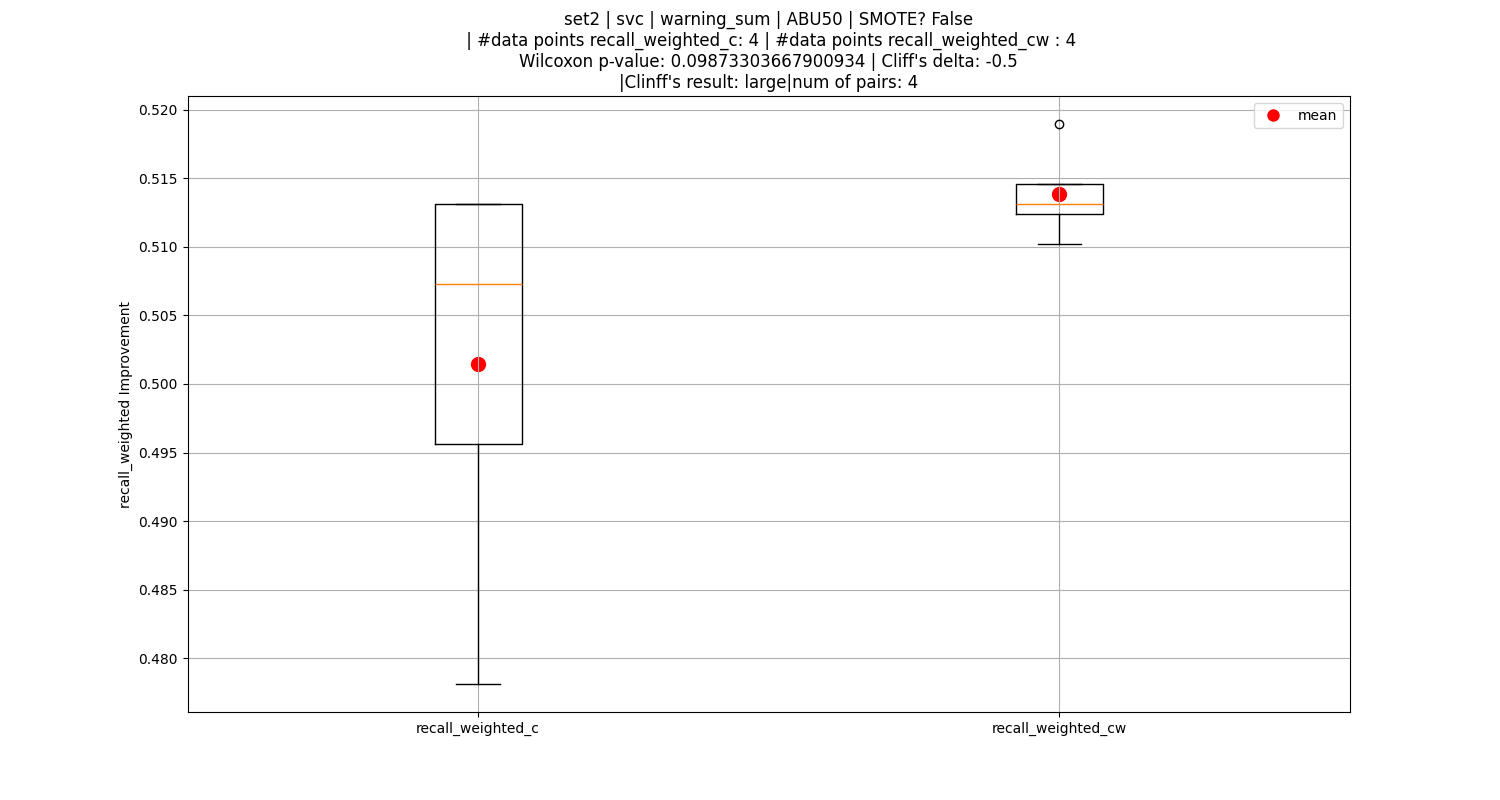 set2 | svc | warning_sum | ABU50 | SMOTE? False
| #data points recall_weighted_c: 4 | #data points recall_weighted_cw : 4
Wilcoxon p-value: 0.09873303667900934 | Cliff's delta: -0.5
|Clinff's result: large|num of pairs: 4
mean
0.520
0.515
0.510
0.505
0.500
0.495
0.490
0.485
0.480
recall_weighted Improvement
recall_weighted_c
recall_weighted_cw